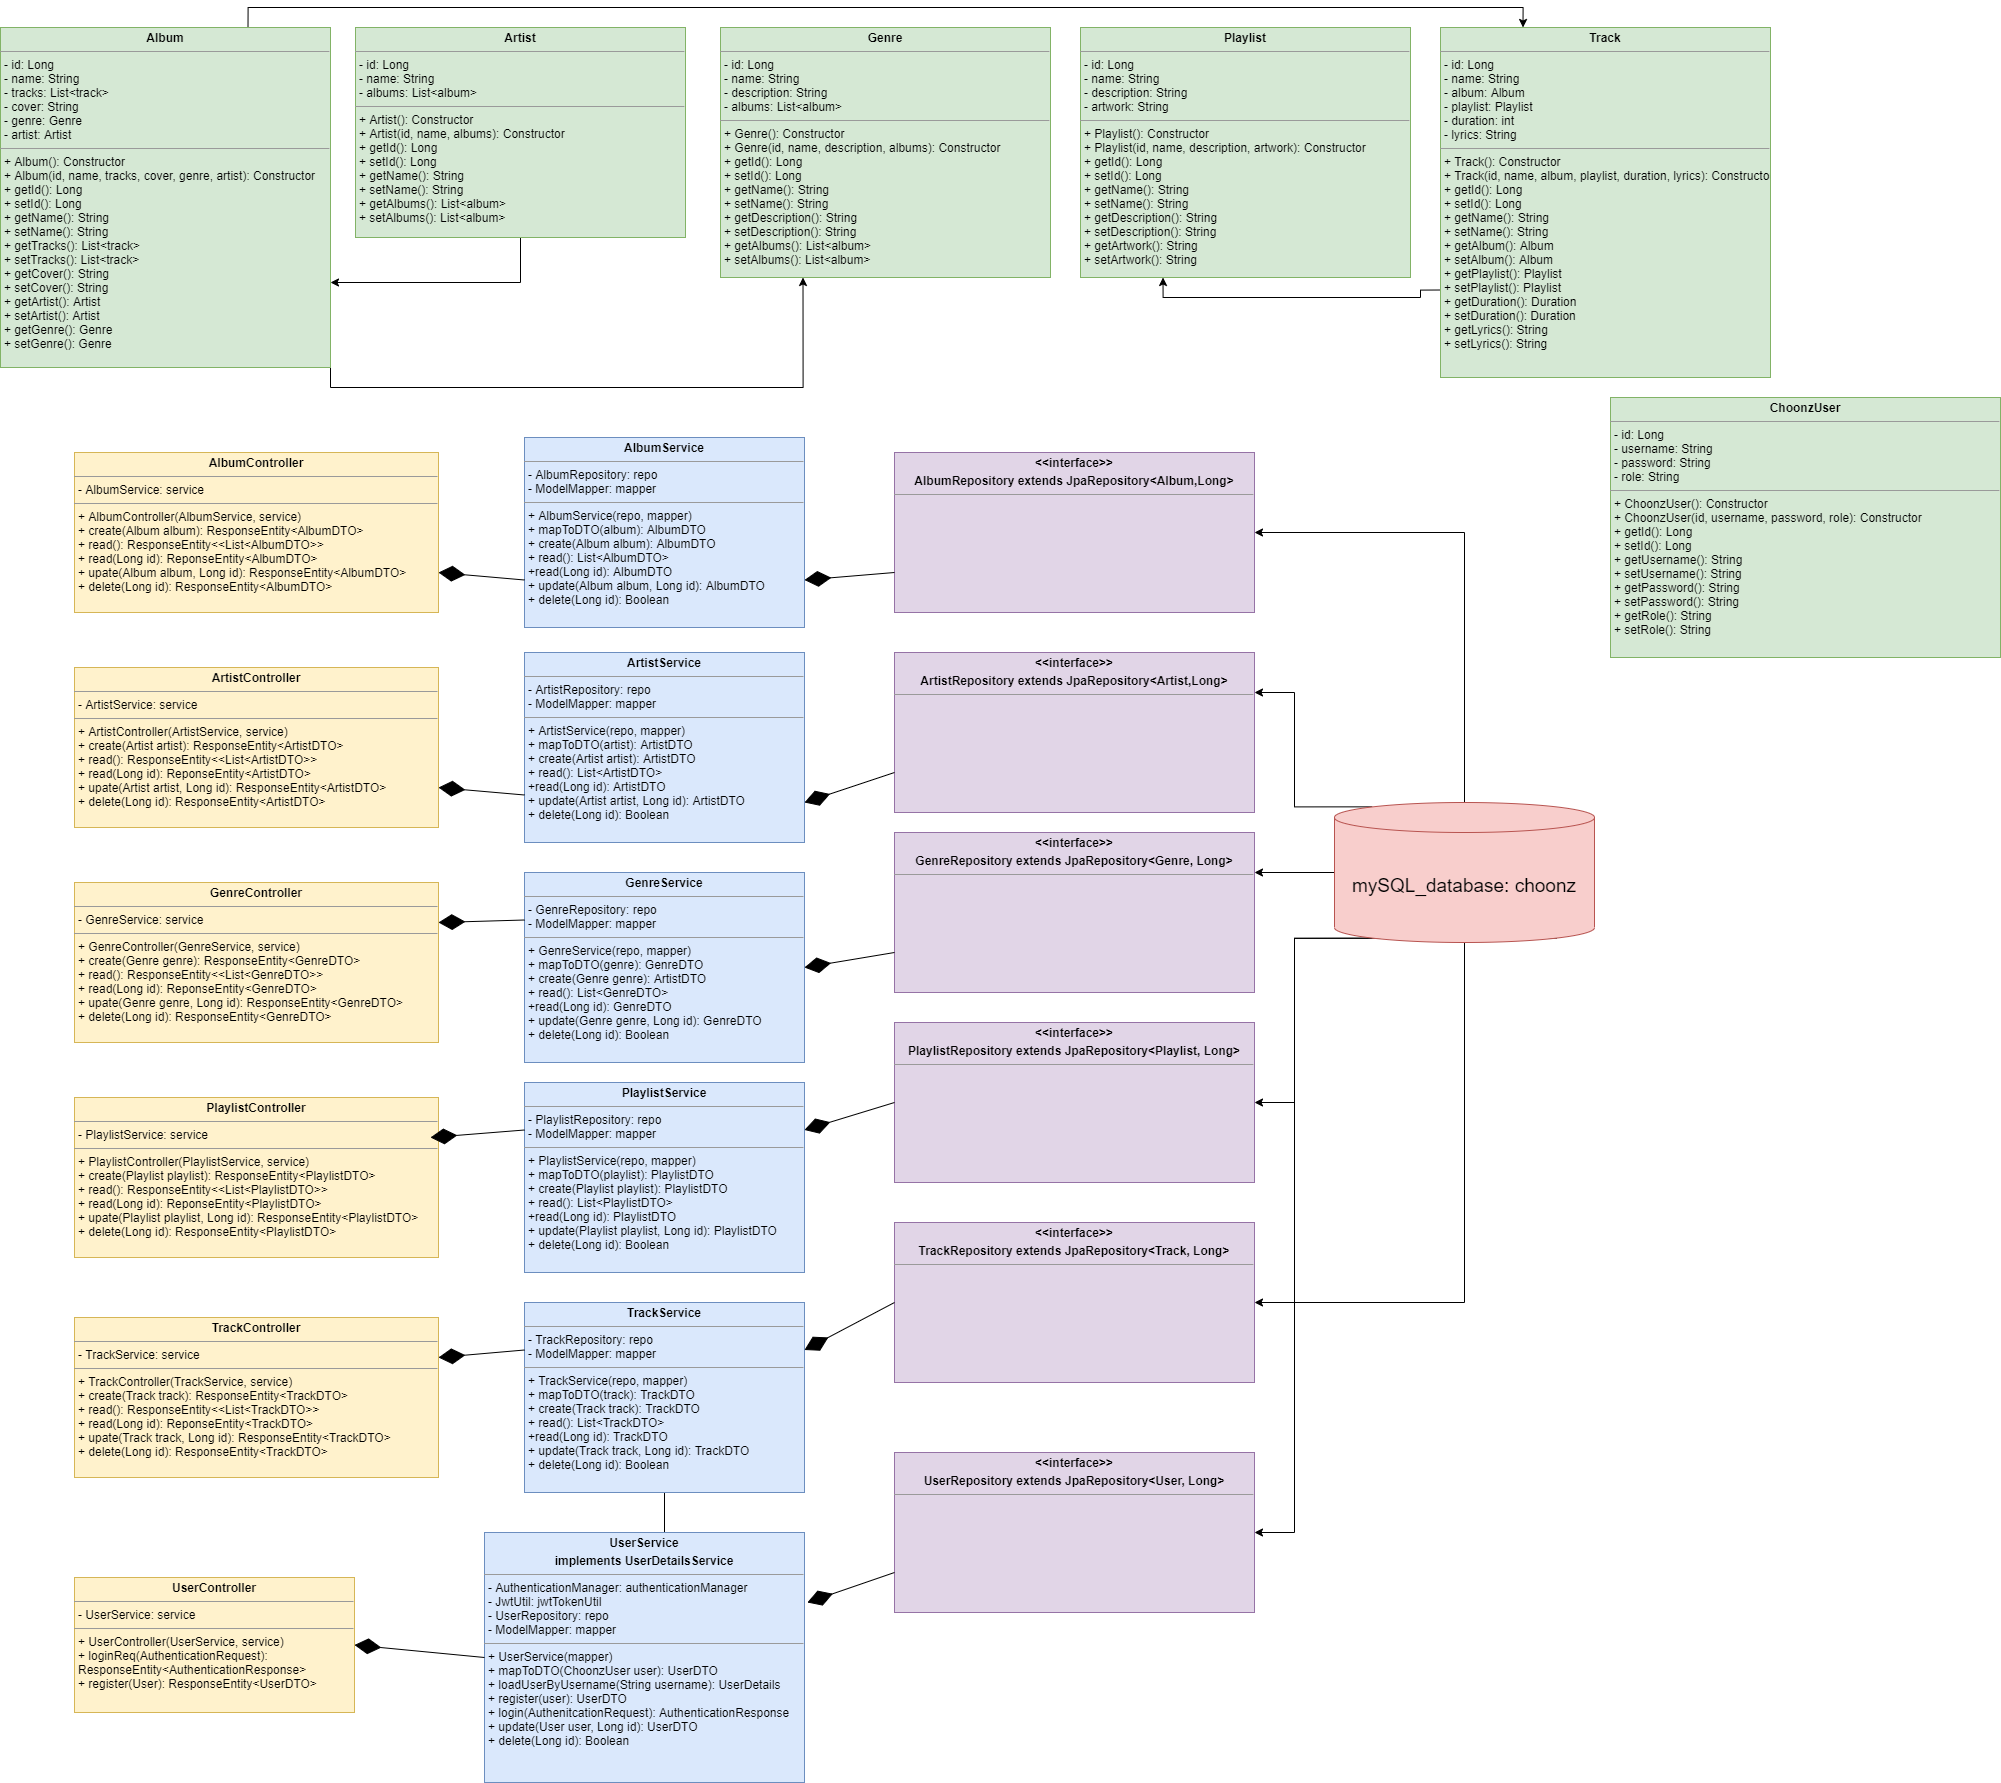 Album
- id: Long
- name: String
- tracks: List<track>
- cover: String
- genre: Genre
- artist: Artist
+ Album(): Constructor
+ Album(id, name, tracks, cover, genre, artist): Constructor
+ getId(): Long
+ setId(): Long
+ getName(): String
+ setName(): String
+ getTracks(): List<track>
+ setTracks(): List<track>
+ getCover(): String
+ setCover(): String
+ getArtist(): Artist
+ setArtist(): Artist
+ getGenre(): Genre
+ setGenre(): Genre
Artist
- id: Long
- name: String
- albums: List<album>
+ Artist(): Constructor
+ Artist(id, name, albums): Constructor
+ getId(): Long
+ setId(): Long
+ getName(): String
+ setName(): String
+ getAlbums(): List<album>
+ setAlbums(): List<album>
Genre
- id: Long
- name: String
- description: String
- albums: List<album>
+ Genre(): Constructor
+ Genre(id, name, description, albums): Constructor
+ getId(): Long
+ setId(): Long
+ getName(): String
+ setName(): String
+ getDescription(): String
+ setDescription(): String
+ getAlbums(): List<album>
+ setAlbums(): List<album>
Playlist
- id: Long
- name: String
- description: String
- artwork: String
+ Playlist(): Constructor
+ Playlist(id, name, description, artwork): Constructor
+ getId(): Long
+ setId(): Long
+ getName(): String
+ setName(): String
+ getDescription(): String
+ setDescription(): String
+ getArtwork(): String
+ setArtwork(): String
Track
- id: Long
- name: String
- album: Album
- playlist: Playlist
- duration: int
- lyrics: String
+ Track(): Constructor
+ Track(id, name, album, playlist, duration, lyrics): Constructo
+ getId(): Long
+ setId(): Long
+ getName(): String
+ setName(): String
+ getAlbum(): Album
+ setAlbum(): Album
+ getPlaylist(): Playlist
+ setPlaylist(): Playlist
+ getDuration(): Duration
+ setDuration(): Duration
+ getLyrics(): String
+ setLyrics(): String
ChoonzUser
- id: Long
- username: String
- password: String
- role: String
+ ChoonzUser(): Constructor
+ ChoonzUser(id, username, password, role): Constructor
+ getId(): Long
+ setId(): Long
+ getUsername(): String
+ setUsername(): String
+ getPassword(): String
+ setPassword(): String
+ getRole(): String
+ setRole(): String
AlbumController
- AlbumService: service
+ AlbumController(AlbumService, service)
+ create(Album album): ResponseEntity<AlbumDTO>
+ read(): ResponseEntity<<List<AlbumDTO>>
+ read(Long id): ReponseEntity<AlbumDTO>
+ upate(Album album, Long id): ResponseEntity<AlbumDTO>
+ delete(Long id): ResponseEntity<AlbumDTO>
AlbumService
- AlbumRepository: repo
- ModelMapper: mapper
+ AlbumService(repo, mapper)
+ mapToDTO(album): AlbumDTO
+ create(Album album): AlbumDTO
+ read(): List<AlbumDTO>
+read(Long id): AlbumDTO
+ update(Album album, Long id): AlbumDTO
+ delete(Long id): Boolean
<<interface>>
AlbumRepository extends JpaRepository<Album,Long>
ArtistController
- ArtistService: service
+ ArtistController(ArtistService, service)
+ create(Artist artist): ResponseEntity<ArtistDTO>
+ read(): ResponseEntity<<List<ArtistDTO>>
+ read(Long id): ReponseEntity<ArtistDTO>
+ upate(Artist artist, Long id): ResponseEntity<ArtistDTO>
+ delete(Long id): ResponseEntity<ArtistDTO>
ArtistService
- ArtistRepository: repo
- ModelMapper: mapper
+ ArtistService(repo, mapper)
+ mapToDTO(artist): ArtistDTO
+ create(Artist artist): ArtistDTO
+ read(): List<ArtistDTO>
+read(Long id): ArtistDTO
+ update(Artist artist, Long id): ArtistDTO
+ delete(Long id): Boolean
<<interface>>
ArtistRepository extends JpaRepository<Artist,Long>
mySQL_database: choonz
GenreController
- GenreService: service
+ GenreController(GenreService, service)
+ create(Genre genre): ResponseEntity<GenreDTO>
+ read(): ResponseEntity<<List<GenreDTO>>
+ read(Long id): ReponseEntity<GenreDTO>
+ upate(Genre genre, Long id): ResponseEntity<GenreDTO>
+ delete(Long id): ResponseEntity<GenreDTO>
GenreService
- GenreRepository: repo
- ModelMapper: mapper
+ GenreService(repo, mapper)
+ mapToDTO(genre): GenreDTO
+ create(Genre genre): ArtistDTO
+ read(): List<GenreDTO>
+read(Long id): GenreDTO
+ update(Genre genre, Long id): GenreDTO
+ delete(Long id): Boolean
<<interface>>
GenreRepository extends JpaRepository<Genre, Long>
PlaylistController
- PlaylistService: service
+ PlaylistController(PlaylistService, service)
+ create(Playlist playlist): ResponseEntity<PlaylistDTO>
+ read(): ResponseEntity<<List<PlaylistDTO>>
+ read(Long id): ReponseEntity<PlaylistDTO>
+ upate(Playlist playlist, Long id): ResponseEntity<PlaylistDTO>
+ delete(Long id): ResponseEntity<PlaylistDTO>
PlaylistService
- PlaylistRepository: repo
- ModelMapper: mapper
+ PlaylistService(repo, mapper)
+ mapToDTO(playlist): PlaylistDTO
+ create(Playlist playlist): PlaylistDTO
+ read(): List<PlaylistDTO>
+read(Long id): PlaylistDTO
+ update(Playlist playlist, Long id): PlaylistDTO
+ delete(Long id): Boolean
<<interface>>
PlaylistRepository extends JpaRepository<Playlist, Long>
TrackController
- TrackService: service
+ TrackController(TrackService, service)
+ create(Track track): ResponseEntity<TrackDTO>
+ read(): ResponseEntity<<List<TrackDTO>>
+ read(Long id): ReponseEntity<TrackDTO>
+ upate(Track track, Long id): ResponseEntity<TrackDTO>
+ delete(Long id): ResponseEntity<TrackDTO>
TrackService
- TrackRepository: repo
- ModelMapper: mapper
+ TrackService(repo, mapper)
+ mapToDTO(track): TrackDTO
+ create(Track track): TrackDTO
+ read(): List<TrackDTO>
+read(Long id): TrackDTO
+ update(Track track, Long id): TrackDTO
+ delete(Long id): Boolean
<<interface>>
TrackRepository extends JpaRepository<Track, Long>
UserController
- UserService: service
+ UserController(UserService, service)
+ loginReq(AuthenticationRequest):
ResponseEntity<AuthenticationResponse>
+ register(User): ResponseEntity<UserDTO>
UserService
implements UserDetailsService
- AuthenticationManager: authenticationManager
- JwtUtil: jwtTokenUtil
- UserRepository: repo
- ModelMapper: mapper
+ UserService(mapper)
+ mapToDTO(ChoonzUser user): UserDTO
+ loadUserByUsername(String username): UserDetails
+ register(user): UserDTO
+ login(AuthenitcationRequest): AuthenticationResponse
+ update(User user, Long id): UserDTO
+ delete(Long id): Boolean
<<interface>>
UserRepository extends JpaRepository<User, Long>